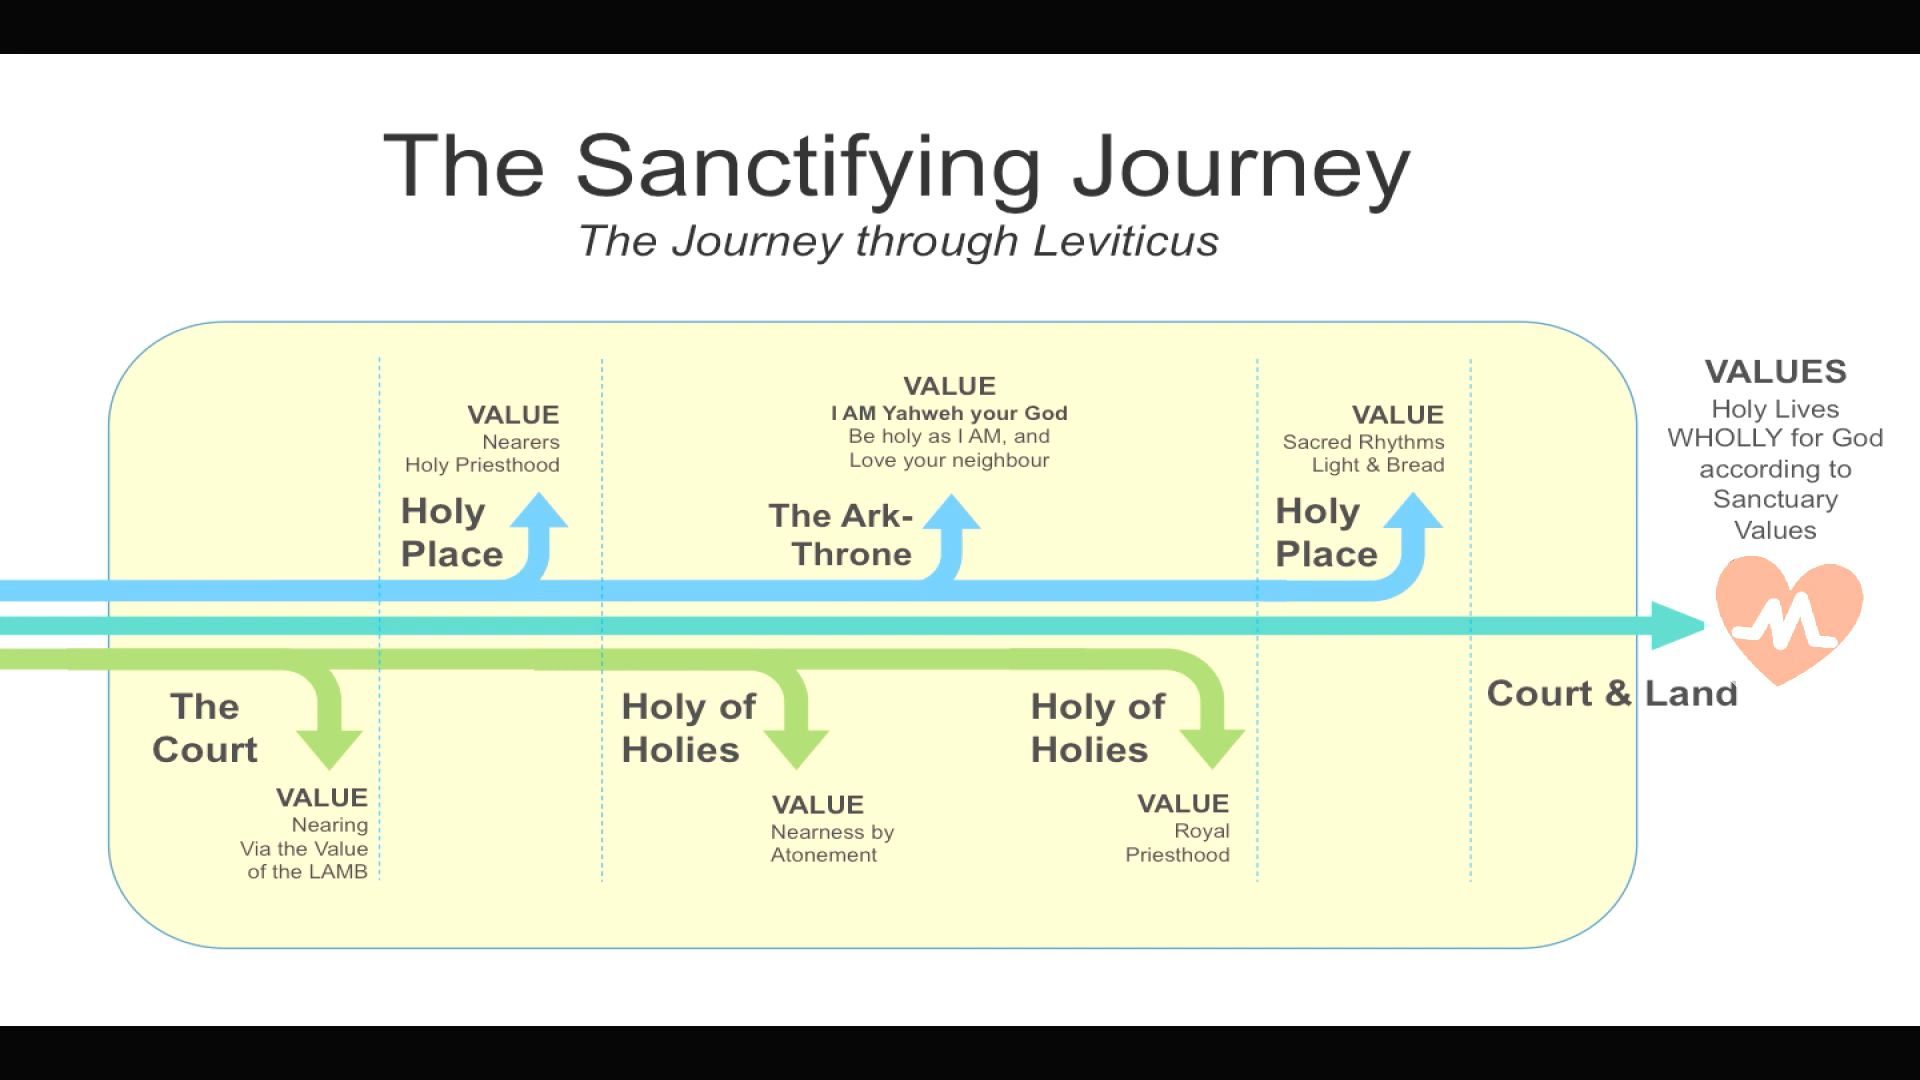 The Sanctifying Journey
The Journey through Leviticus
VALUE
Nearers
Holy Priesthood
Holy
Place
VALUE
I AM Yahweh your God
Be holy as I AM, and
Love your neighbour
The Ark-
Throne
VALUE
Sacred Rhythms
Light & Bread
Holy
Place
VALUES
Holy Lives
WHOLLY for God
according to
Sanctuary
Values
The
Court
VALUE
Nearing
Via the Value
of the LAMB
Holy of
Holies
VALUE
Nearness by
Atonement
Holy of
Holies
VALUE
Royal
Priesthood
Court & Land